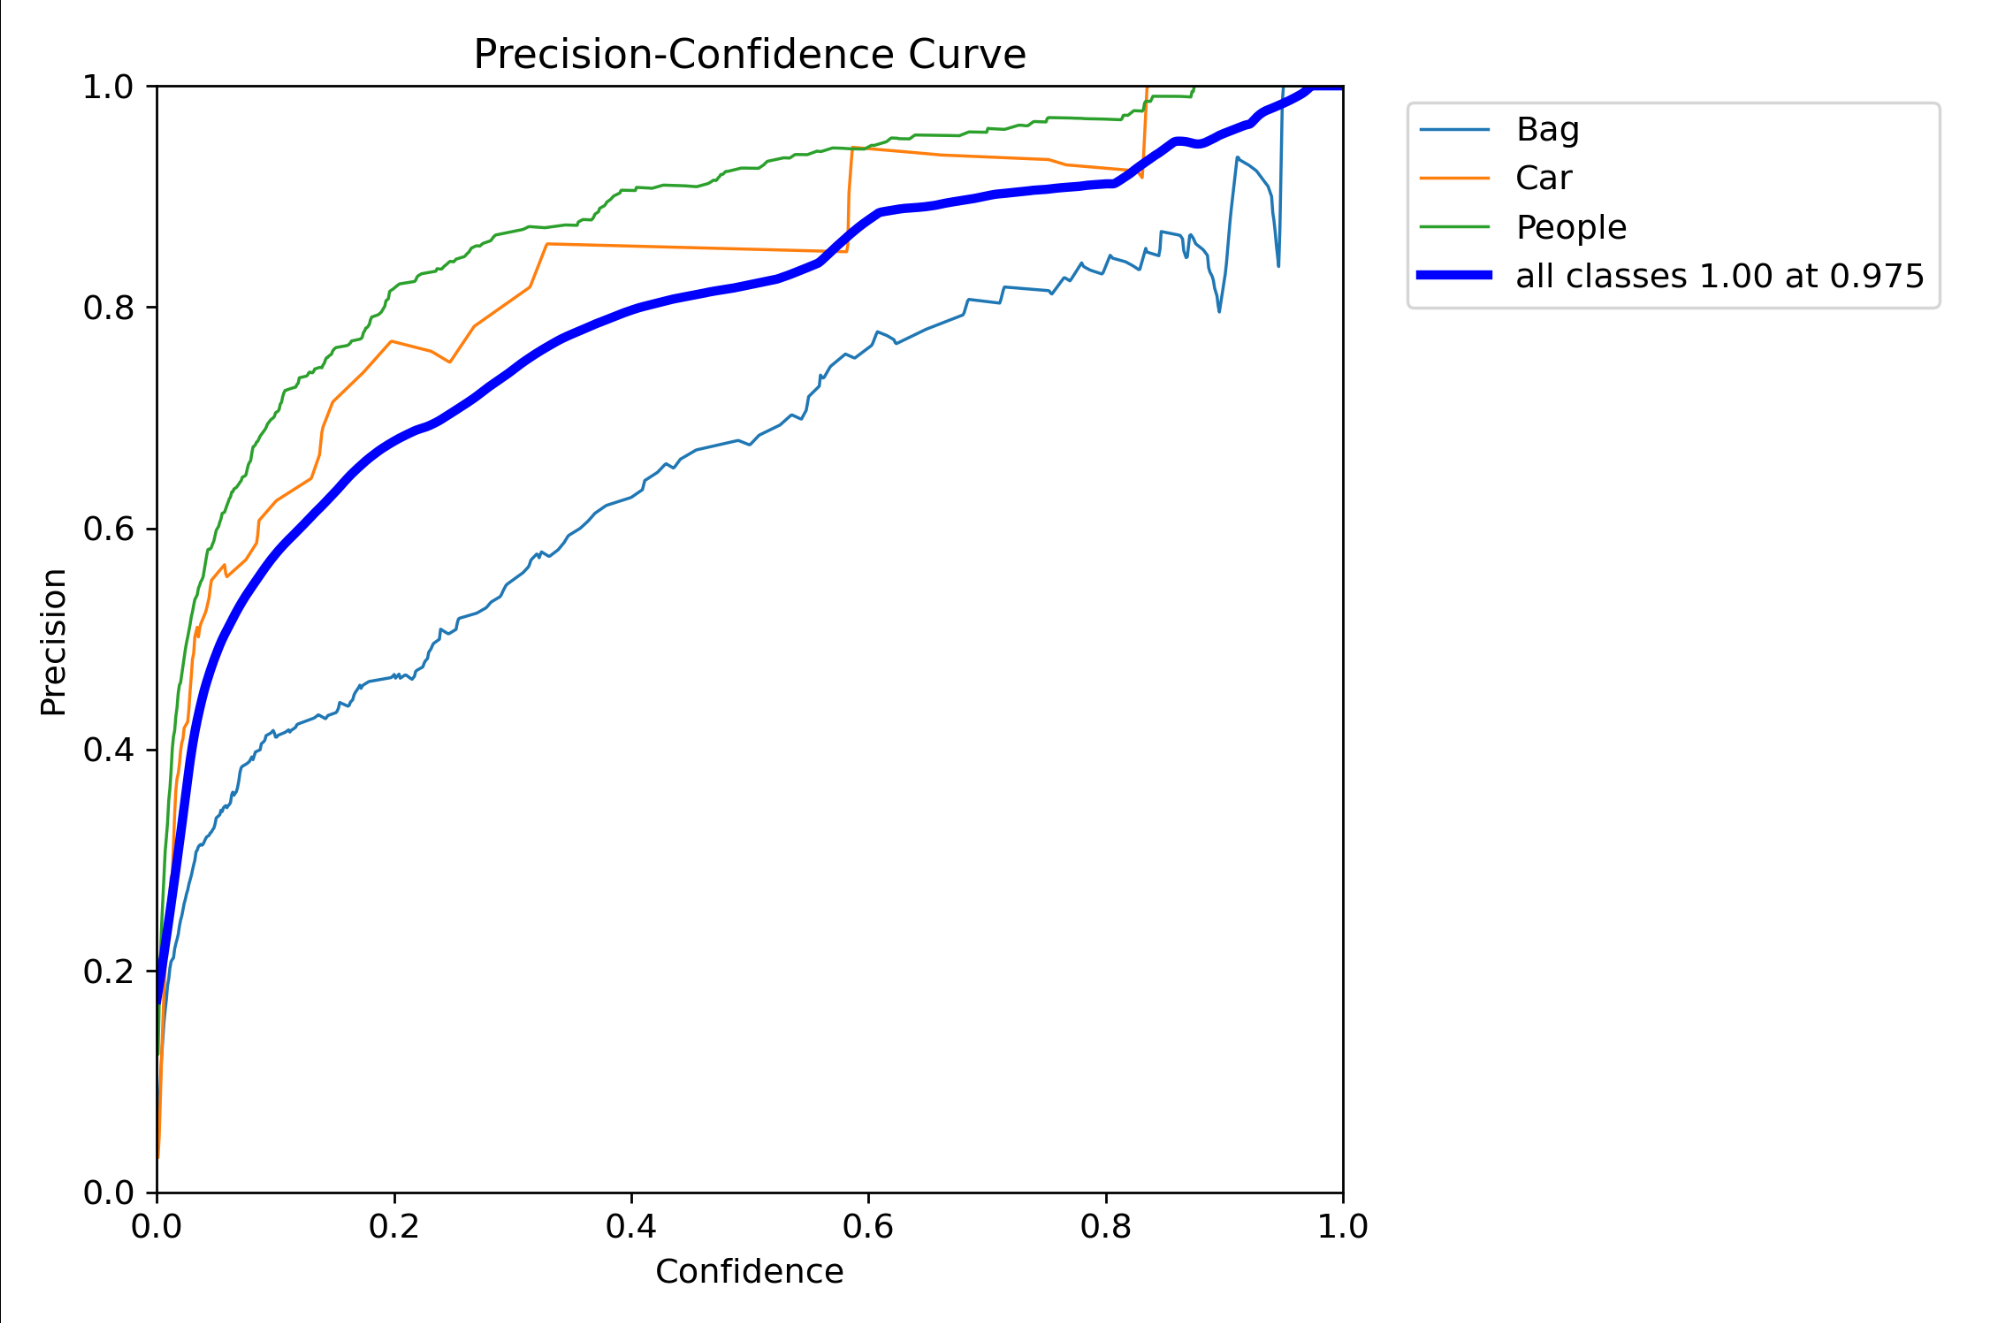 Precision-Confidence Curve
1.0
0.8
0.6
0.4
0.2
0.0
Precision
0.0 0.2 0.4 0.6 0.8 1.0
Confidence
Bag
Car
People
all classes 1.00 at 0.975